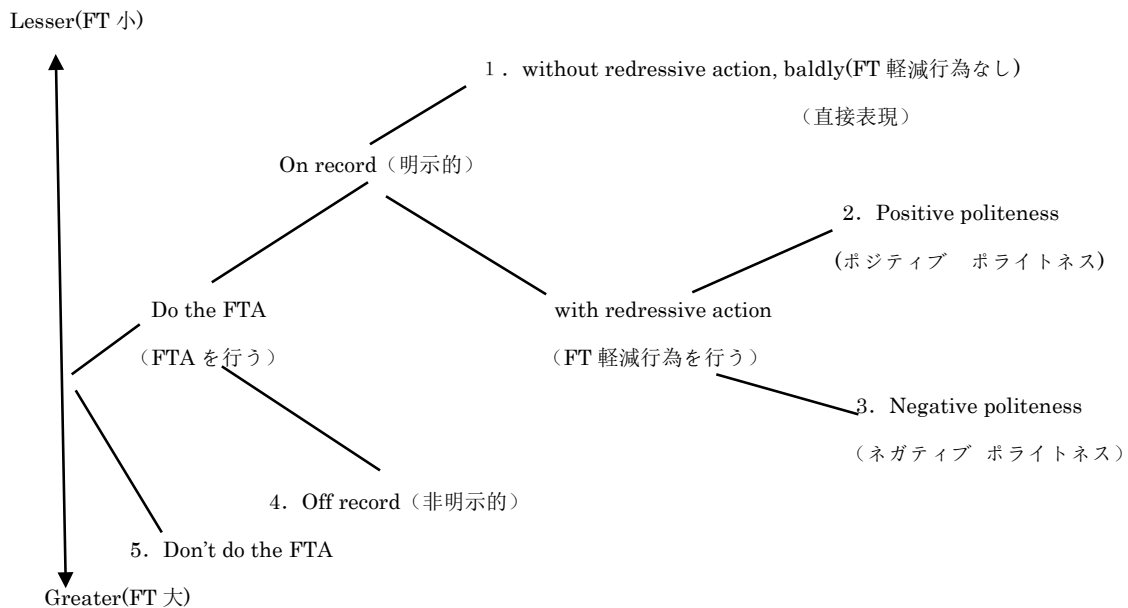 Lesser(FT 小)
1．without redressive action, baldly(FT 軽減行為なし)
（直接表現）
On record（明示的）
2．Positive politeness
(ポジティブ　ポライトネス)
Do the FTA
with redressive action
（FTA を行う）
（FT 軽減行為を行う）
3．Negative politeness
（ネガティブ ポライトネス）
4．Off record（非明示的）
5．Don't do the FTA
Greater(FT 大)